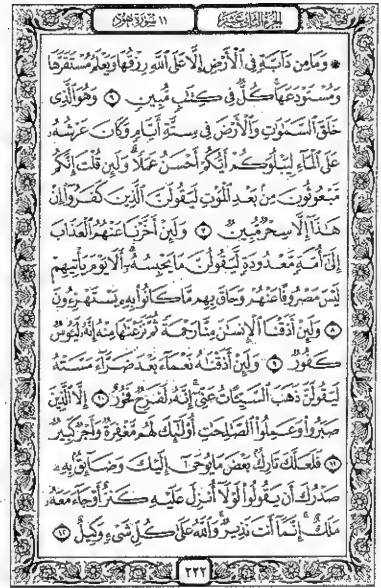 الجزء الثاني عشر ١١ سورة هود
وَمَا مِن دَآبَّةٍ فِي ٱلْأَرْضِ إِلَّا عَلَى ٱللَّهِ رِزْقُهَا وَيَعْلَمُ مُسْتَقَرَّهَا
وَمُسْتَوْدَعَهَا كُلٌّ فِي كِتَٰبٍ مُّبِينٍ ٦ وَهُوَ ٱلَّذِي
خَلَقَ ٱلسَّمَٰوَٰتِ وَٱلْأَرْضَ فِي سِتَّةِ أَيَّامٍ وَكَانَ عَرْشُهُۥ
عَلَى ٱلْمَآءِ لِيَبْلُوَكُمْ أَيُّكُمْ أَحْسَنُ عَمَلًا وَلَئِن قُلْتَ إِنَّكُم
مَّبْعُوثُونَ مِنۢ بَعْدِ ٱلْمَوْتِ لَيَقُولَنَّ ٱلَّذِينَ كَفَرُوٓا۟ إِنْ
هَٰذَآ إِلَّا سِحْرٌ مُّبِينٌ ٧ وَلَئِنْ أَخَّرْنَا عَنْهُمُ ٱلْعَذَابَ
إِلَىٰٓ أُمَّةٍ مَّعْدُودَةٍ لَّيَقُولُنَّ مَا يَحْبِسُهُۥٓ أَلَا يَوْمَ يَأْتِيهِمْ
لَيْسَ مَصْرُوفًا عَنْهُمْ وَحَاقَ بِهِم مَّا كَانُوا۟ بِهِۦ يَسْتَهْزِءُونَ
٨ وَلَئِنْ أَذَقْنَا ٱلْإِنسَٰنَ مِنَّا رَحْمَةً ثُمَّ نَزَعْنَٰهَا مِنْهُ إِنَّهُۥ لَيَـُٔوسٌ
كَفُورٌ ٩ وَلَئِنْ أَذَقْنَٰهُ نَعْمَآءَ بَعْدَ ضَرَّآءَ مَسَّتْهُ
لَيَقُولَنَّ ذَهَبَ ٱلسَّيِّـَٔاتُ عَنِّيٓ إِنَّهُۥ لَفَرِحٌ فَخُورٌ ١٠ إِلَّا ٱلَّذِينَ
صَبَرُوا۟ وَعَمِلُوا۟ ٱلصَّٰلِحَٰتِ أُو۟لَٰٓئِكَ لَهُم مَّغْفِرَةٌ وَأَجْرٌ كَبِيرٌ
١١ فَلَعَلَّكَ تَارِكٌۢ بَعْضَ مَا يُوحَىٰٓ إِلَيْكَ وَضَآئِقٌۢ بِهِۦ
صَدْرُكَ أَن يَقُولُوا۟ لَوْلَآ أُنزِلَ عَلَيْهِ كَنزٌ أَوْ جَآءَ مَعَهُۥ
مَلَكٌ إِنَّمَآ أَنتَ نَذِيرٌ وَٱللَّهُ عَلَىٰ كُلِّ شَيْءٍ وَكِيلٌ ١٢
٢٢٢